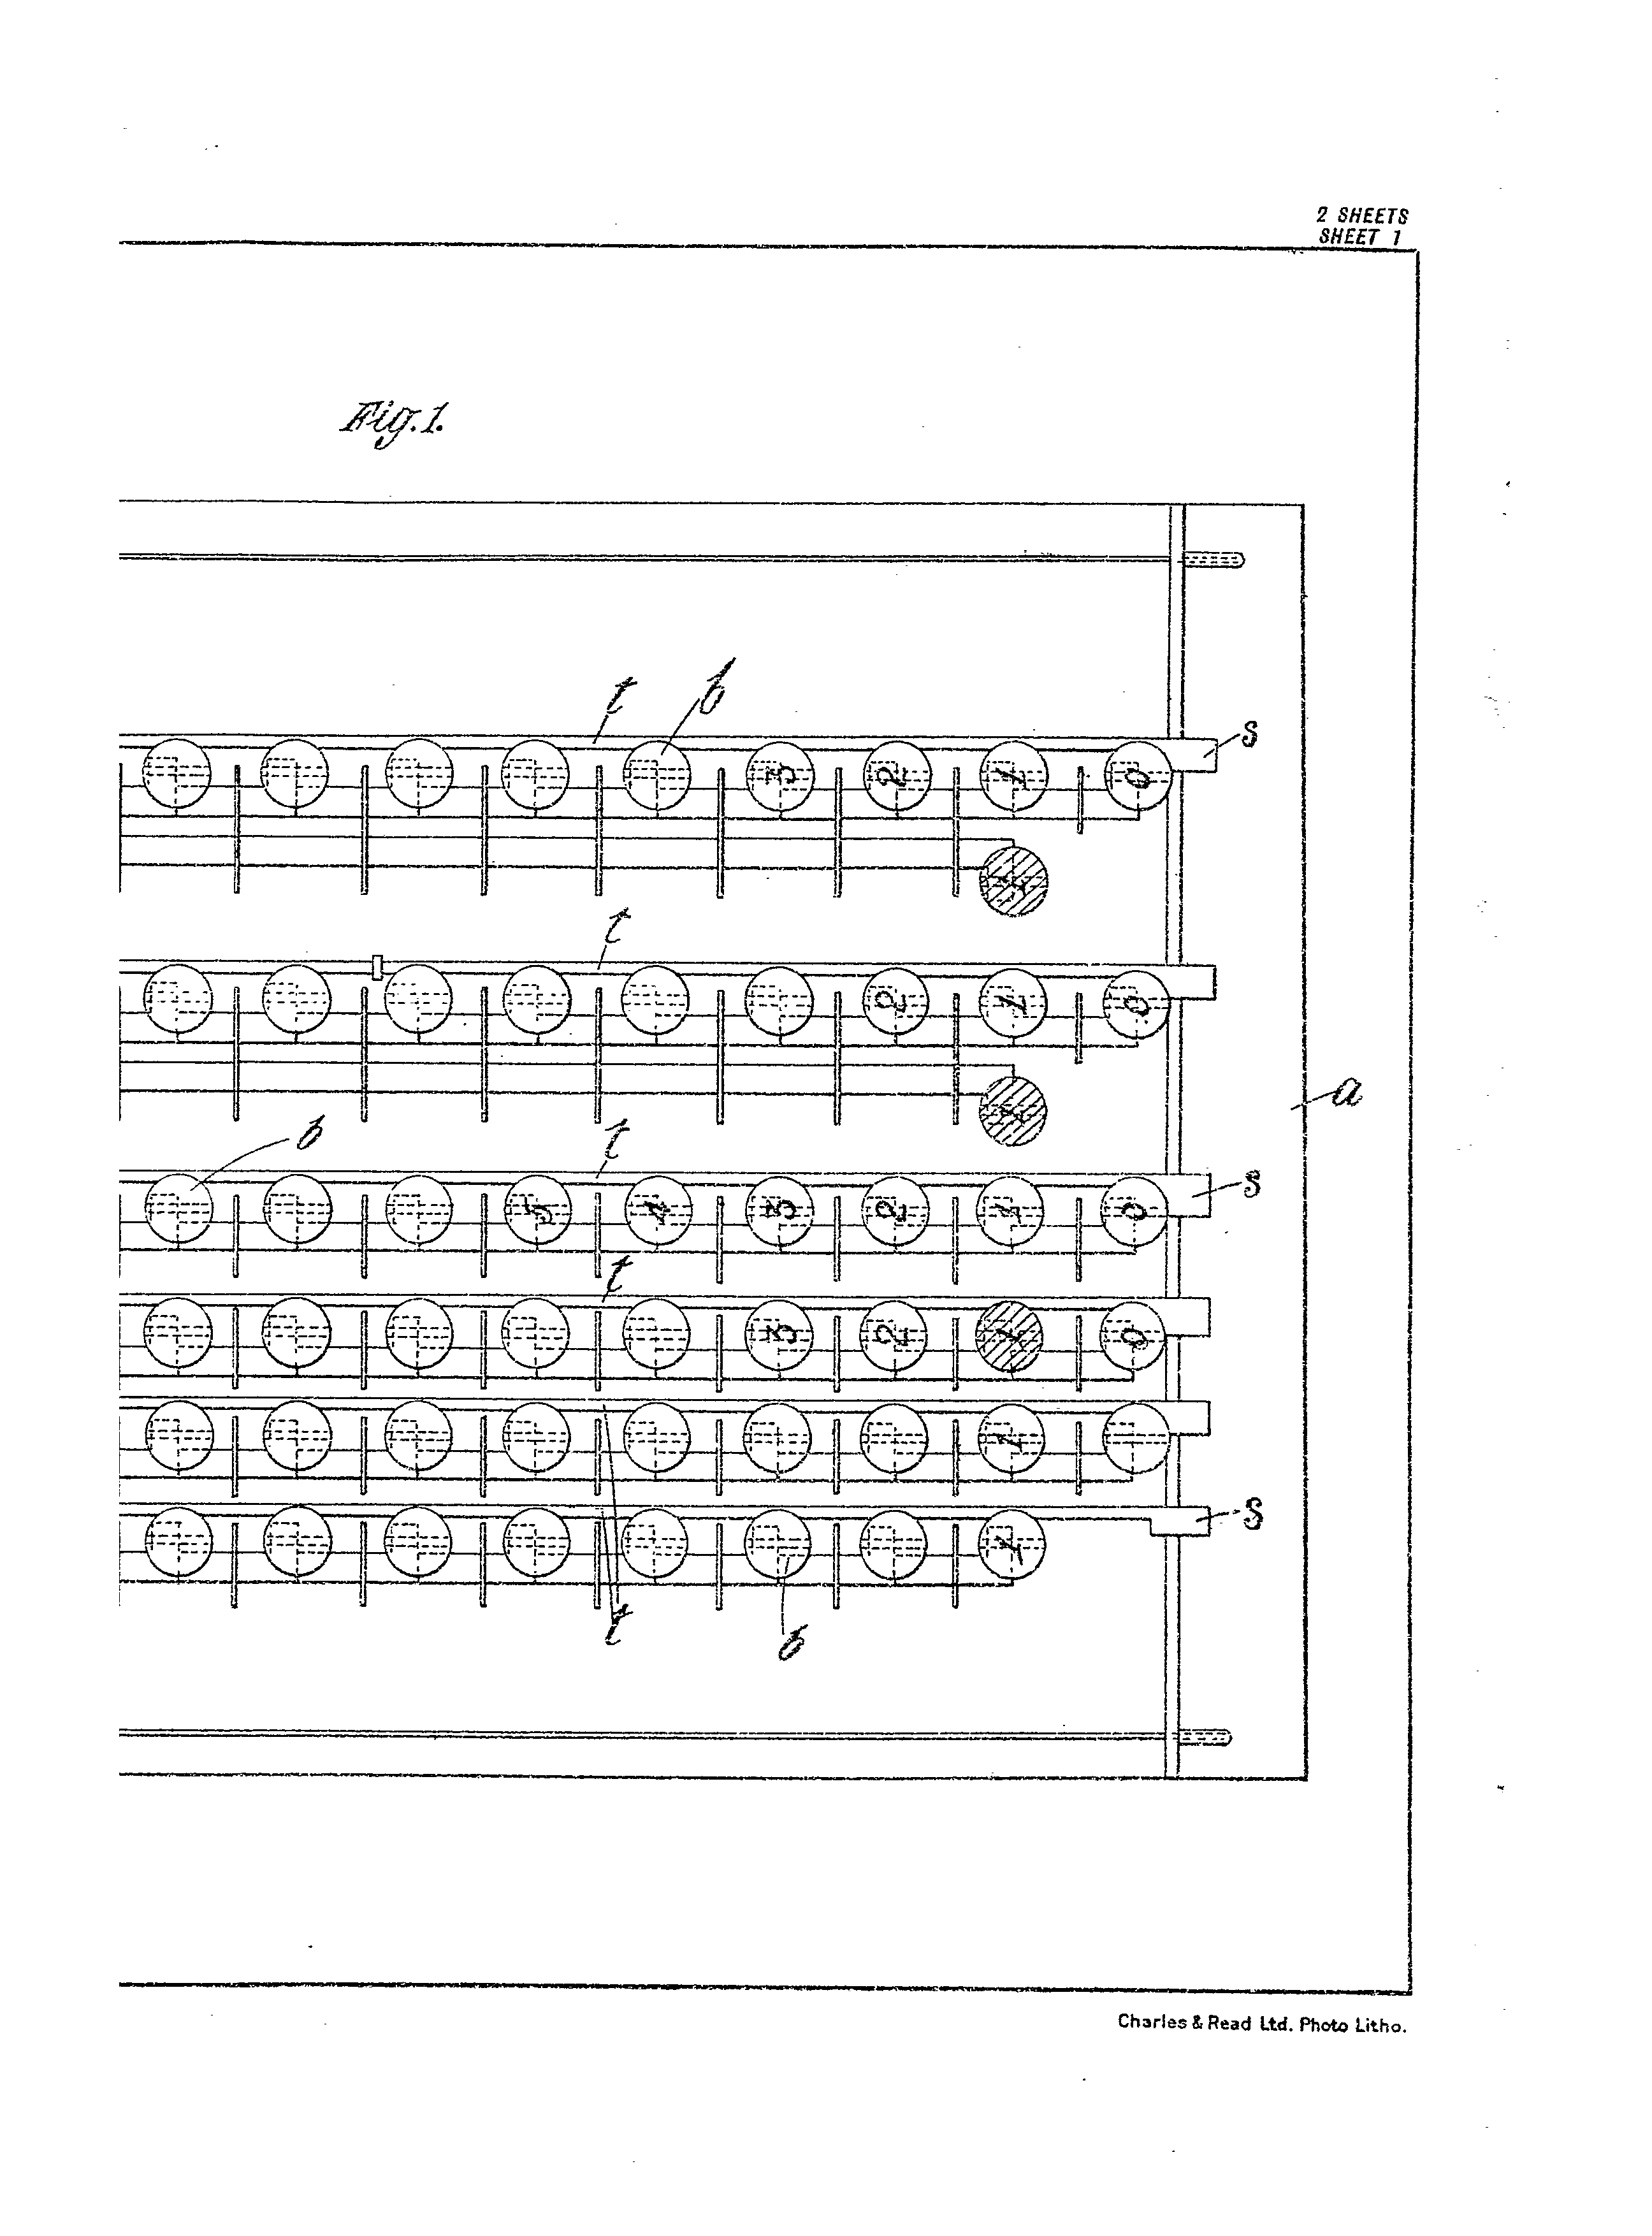 2 SHEETS
SHEET 1
Fig. 1.
t b
s
3 2 1 0
t
2 1 0
a
b t
s
5 4 3 2 1 0
t
3 2 1 0
1
s
1
t b
Charles & Read Ltd. Photo Litho.